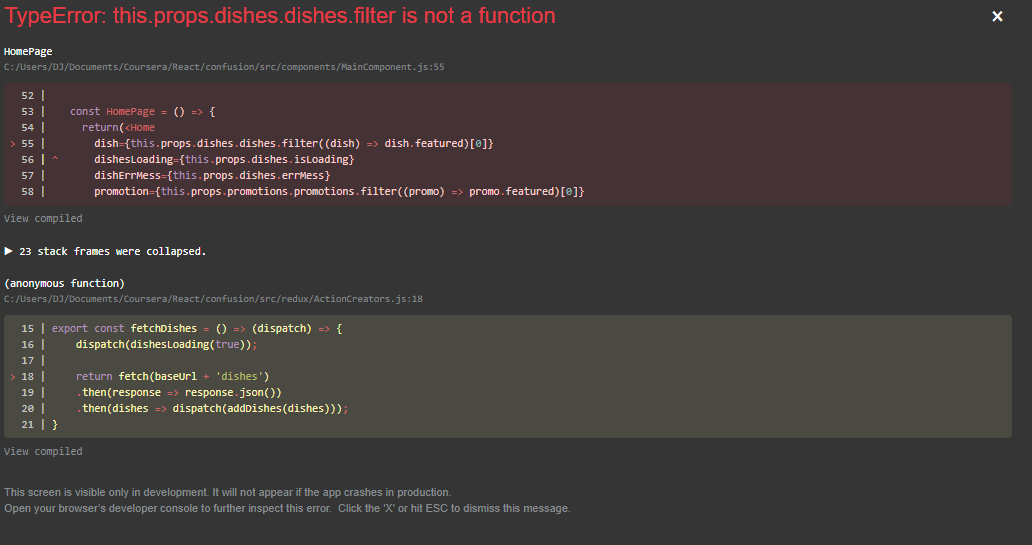 TypeError: this.props.dishes.dishes.filter is not a function
×
HomePage
C:/Users/DJ/Documents/Coursera/React/confusion/src/components/MainComponent.js:55
52 |
53 |     const HomePage = () => {
54 |       return(<Home
> 55 |         dish={this.props.dishes.dishes.filter((dish) => dish.featured)[0]}
56 | ^       dishesLoading={this.props.dishes.isLoading}
57 |         dishErrMess={this.props.dishes.errMess}
58 |         promotion={this.props.promotions.promotions.filter((promo) => promo.featured)[0]}
View compiled
▶ 23 stack frames were collapsed.
(anonymous function)
C:/Users/DJ/Documents/Coursera/React/confusion/src/redux/ActionCreators.js:18
15 | export const fetchDishes = () => (dispatch) => {
16 |     dispatch(dishesLoading(true));
17 |
> 18 |     return fetch(baseUrl + 'dishes')
19 |     .then(response => response.json())
20 |     .then(dishes => dispatch(addDishes(dishes)));
21 | }
View compiled
This screen is visible only in development. It will not appear if the app crashes in production.
Open your browser's developer console to further inspect this error.  Click the 'X' or hit ESC to dismiss this message.